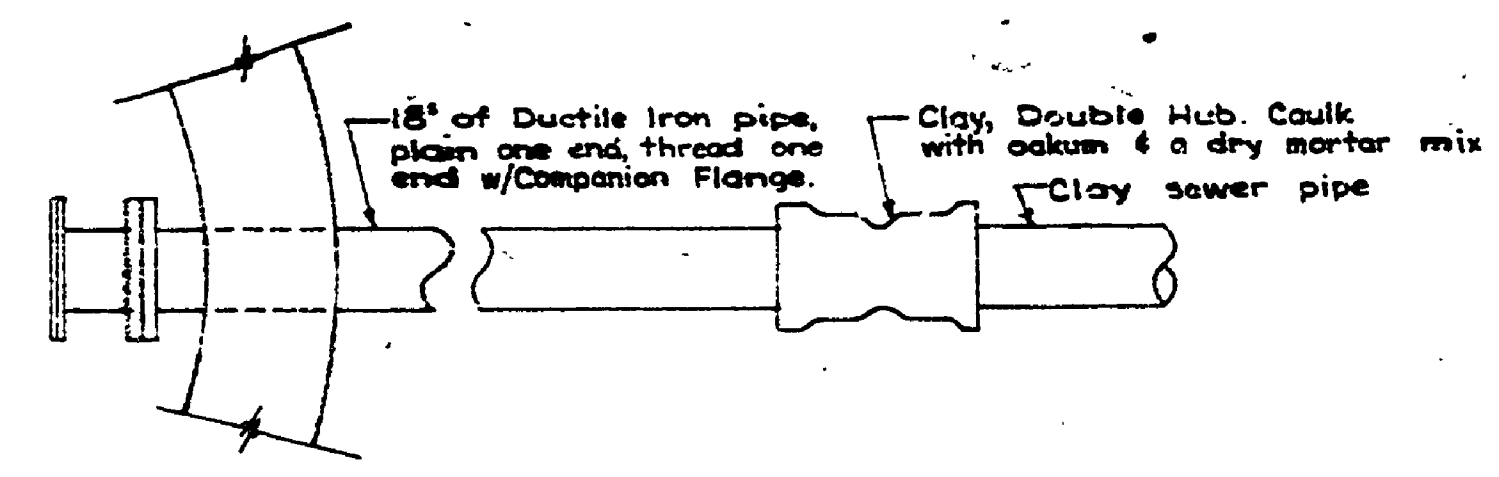 18' of Ductile Iron pipe,
plain one end, thread one
end w/Companion Flange.
Clay, Double Hub. Caulk
with oakum & a dry mortar mix
Clay sewer pipe